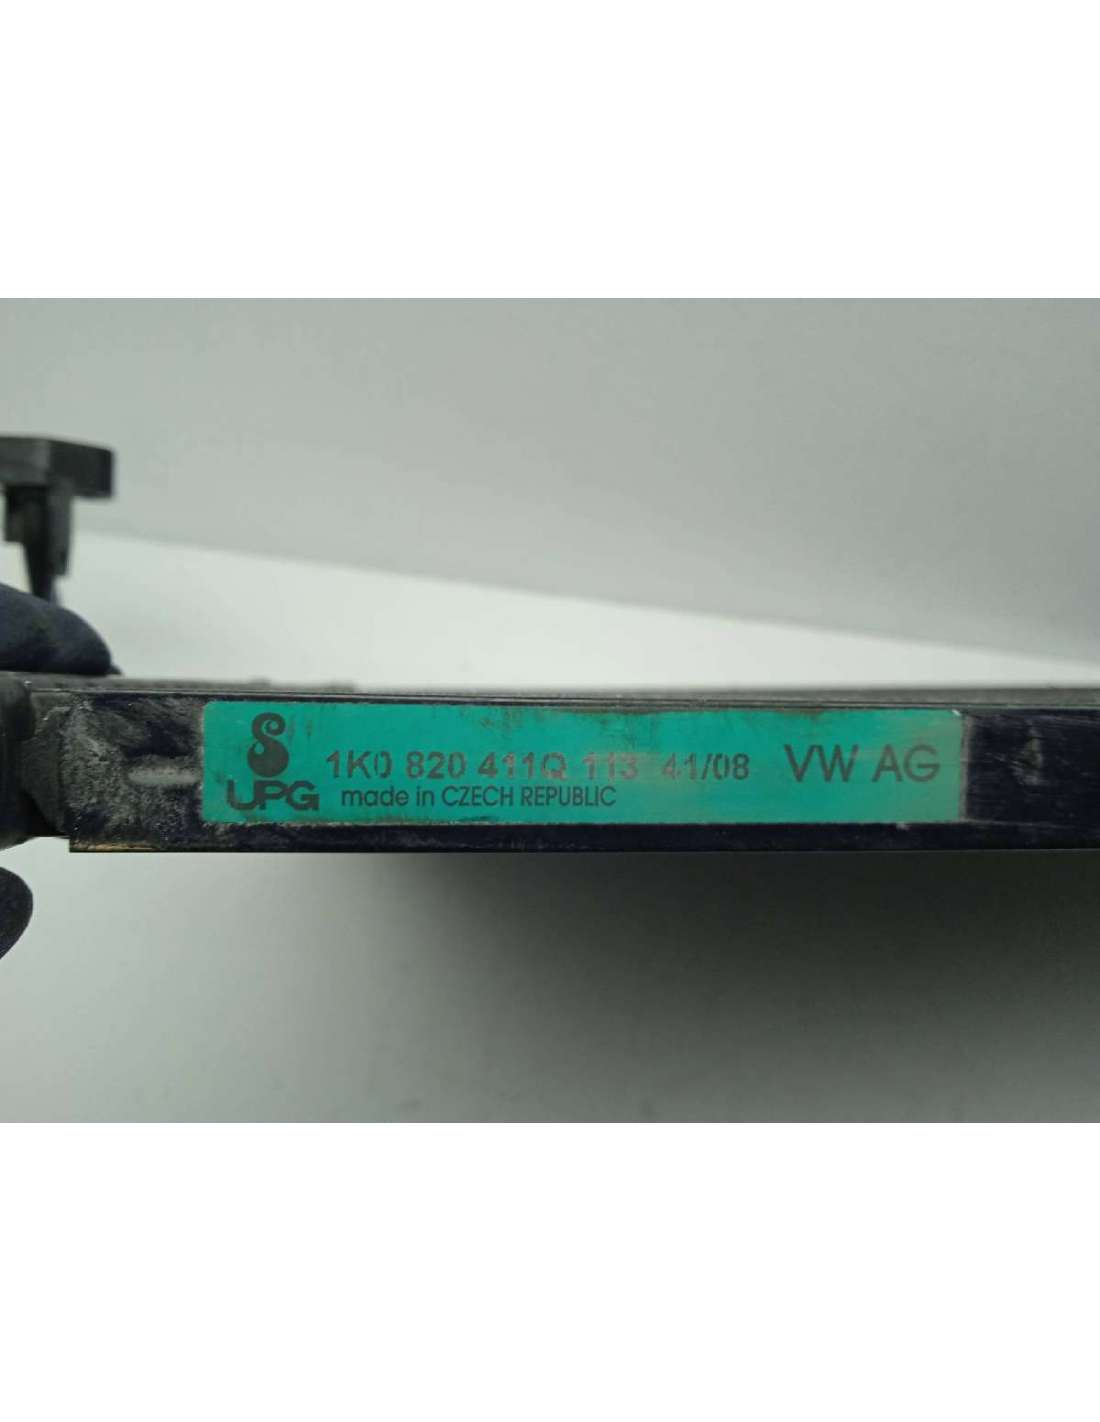 1K0 820 411Q 113 41/08 VW AG
UPG made in CZECH REPUBLIC